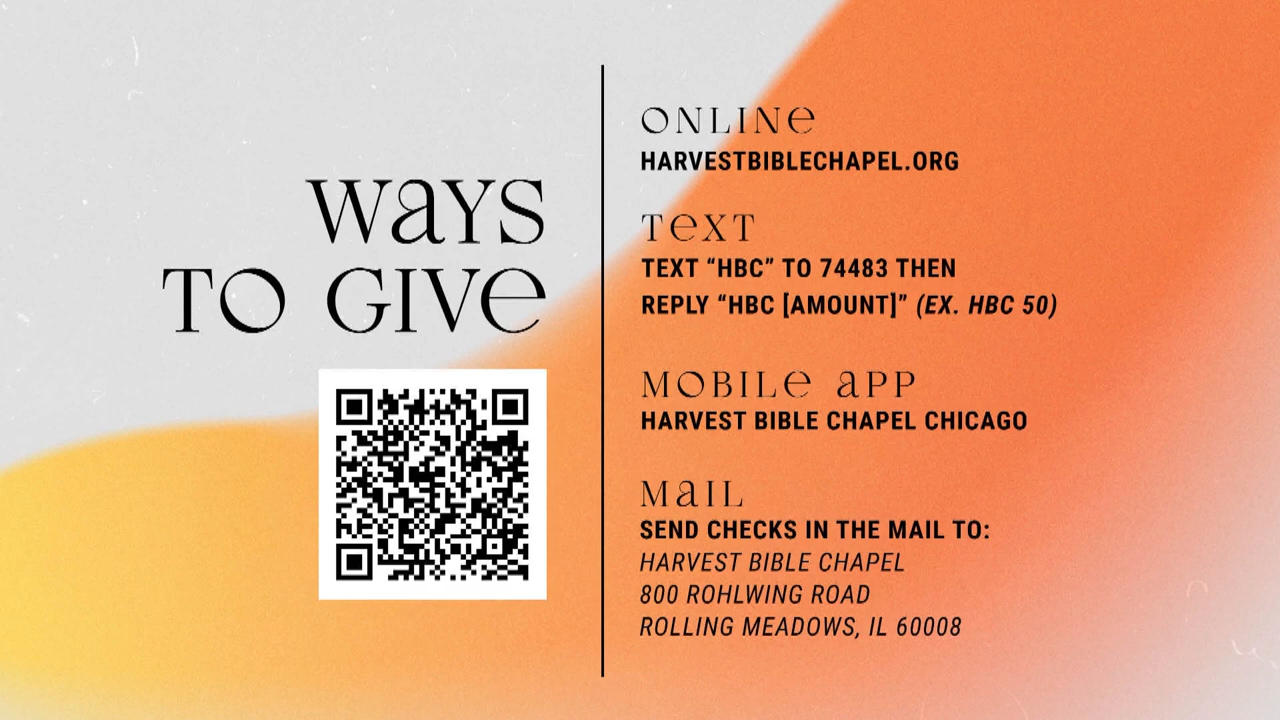 WAYS
TO GIVE
ONLINE
HARVESTBIBLECHAPEL.ORG
TEXT
TEXT “HBC” TO 74483 THEN
REPLY “HBC [AMOUNT]” (EX. HBC 50)
MOBILE APP
HARVEST BIBLE CHAPEL CHICAGO
MAIL
SEND CHECKS IN THE MAIL TO:
HARVEST BIBLE CHAPEL
800 ROHLWING ROAD
ROLLING MEADOWS, IL 60008